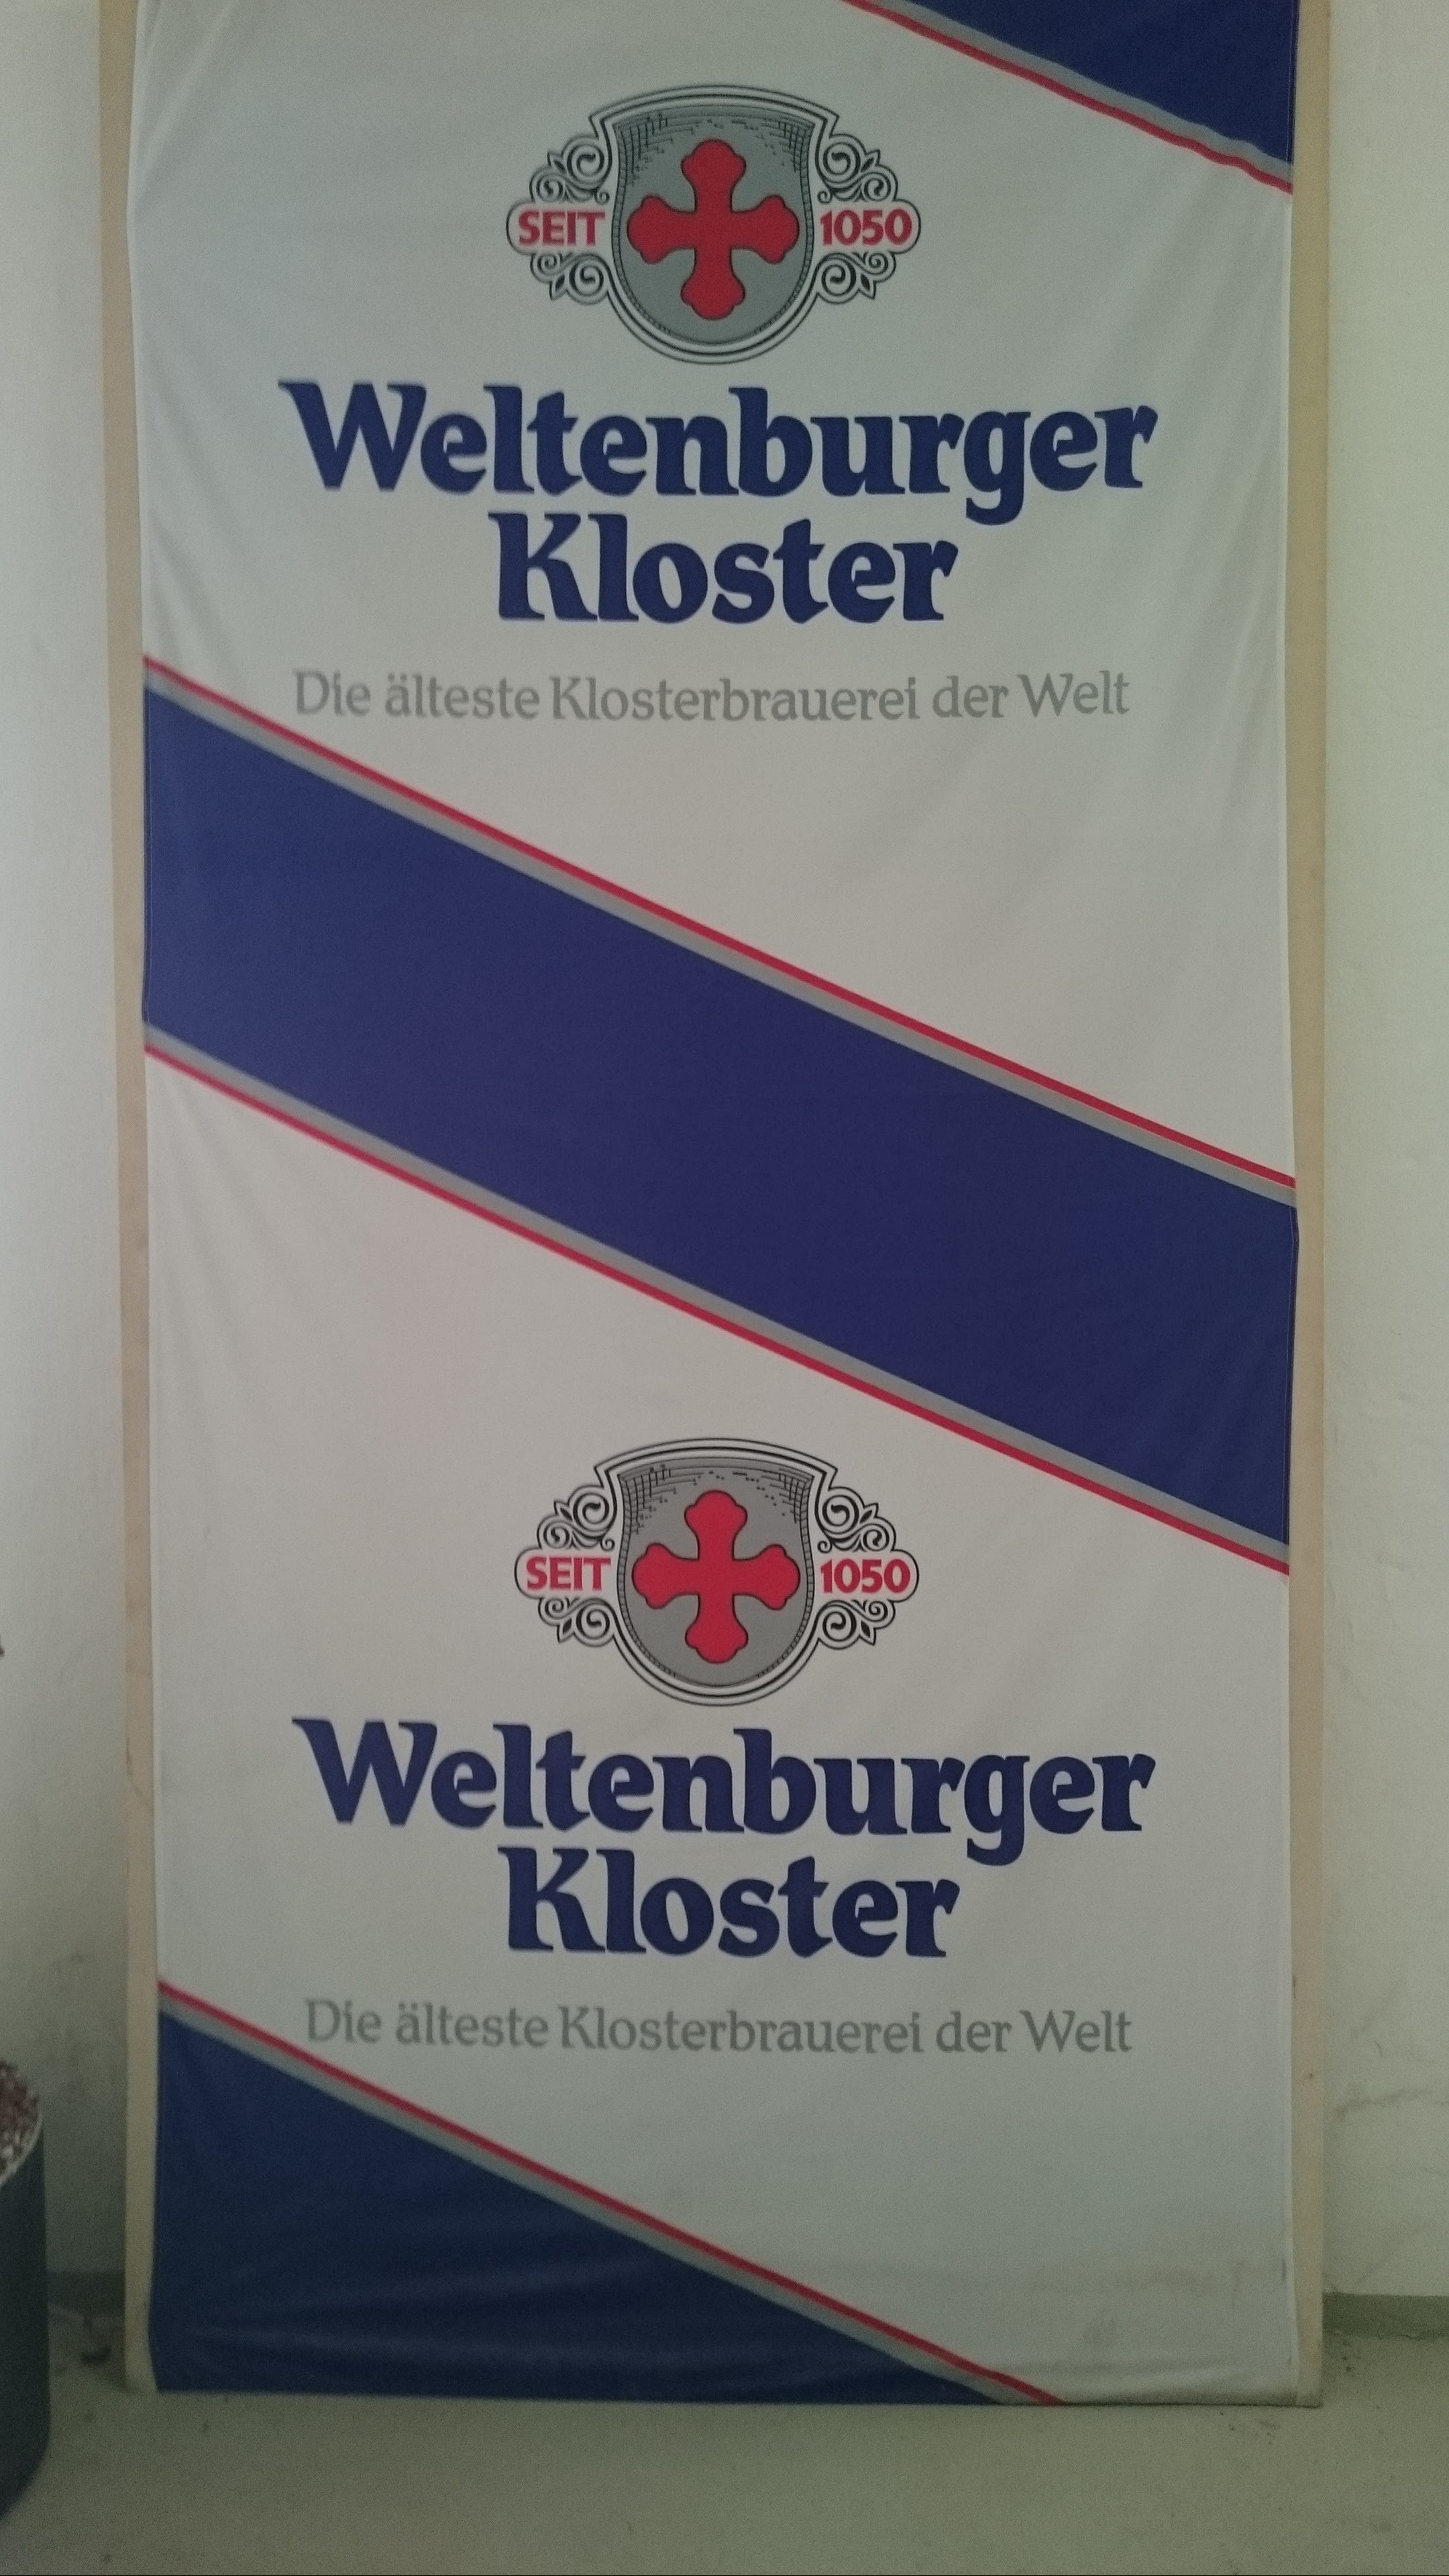 SEIT 1050
Weltenburger
Kloster
Die älteste Klosterbrauerei der Welt
SEIT 1050
Weltenburger
Kloster
Die älteste Klosterbrauerei der Welt